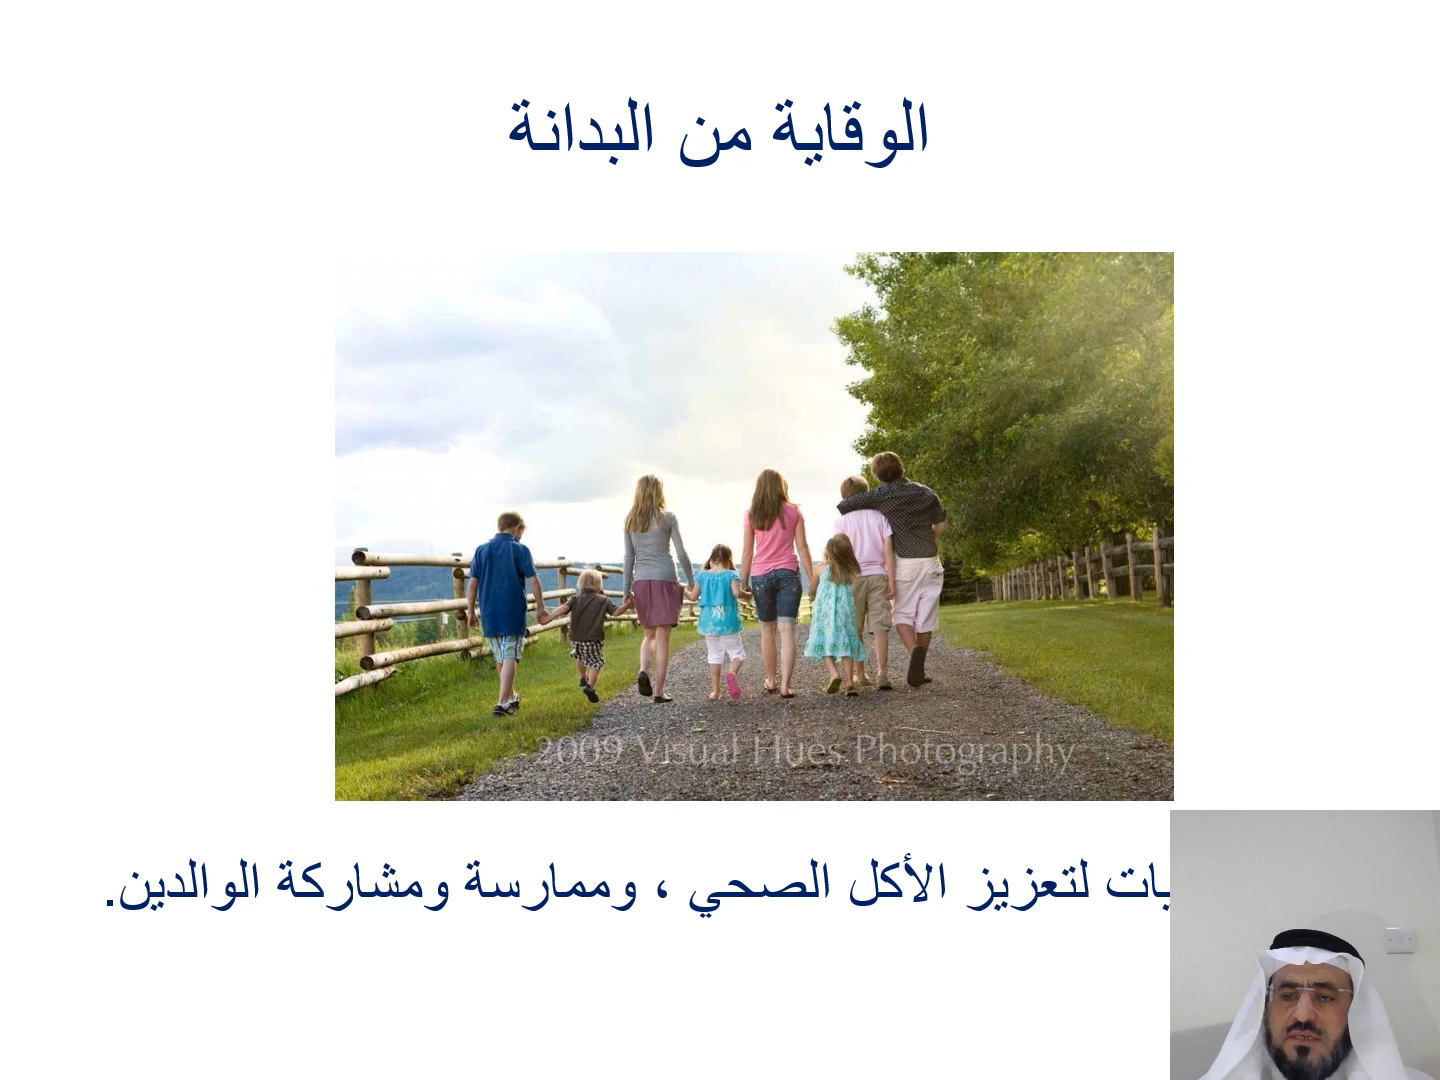 الوقاية من البدانة
2009 Visual Hues Photography
لتعزيز الأكل الصحي ، وممارسة ومشاركة الوالدين.